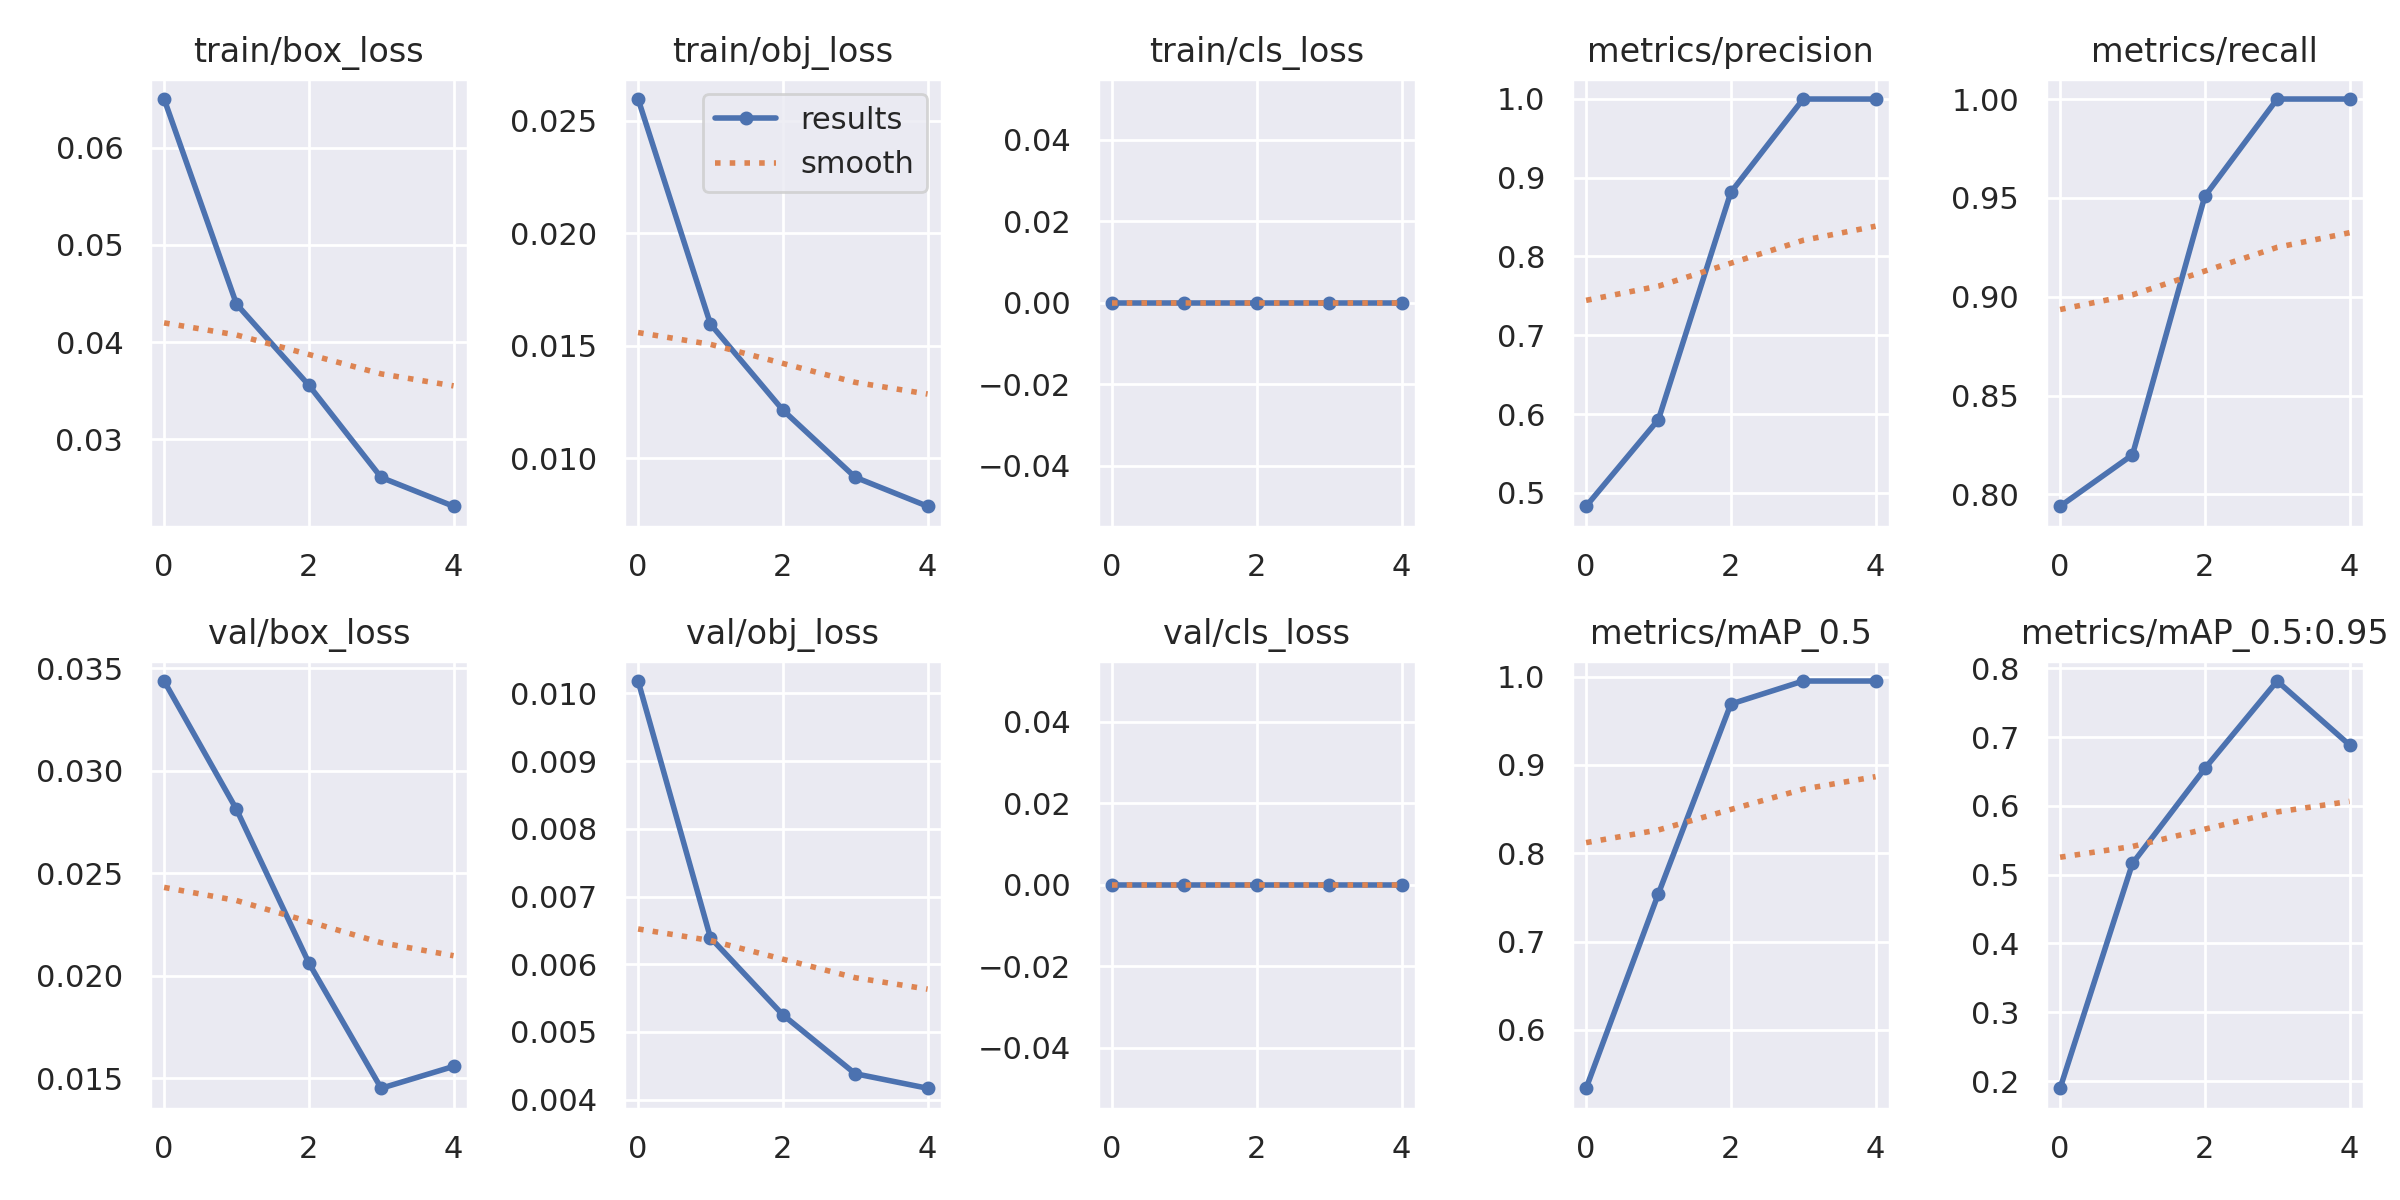 train/box_loss
0.06
0.05
0.04
0.03
0 2 4
train/obj_loss
results
smooth
0.025
0.020
0.015
0.010
0 2 4
train/cls_loss
0.04
0.02
0.00
−0.02
−0.04
0 2 4
metrics/precision
1.0
0.9
0.8
0.7
0.6
0.5
0 2 4
metrics/recall
1.00
0.95
0.90
0.85
0.80
0 2 4
val/box_loss
0.035
0.030
0.025
0.020
0.015
0 2 4
val/obj_loss
0.010
0.009
0.008
0.007
0.006
0.005
0.004
0 2 4
val/cls_loss
0.04
0.02
0.00
−0.02
−0.04
0 2 4
metrics/mAP_0.5
1.0
0.9
0.8
0.7
0.6
0 2 4
metrics/mAP_0.5:0.95
0.8
0.7
0.6
0.5
0.4
0.3
0.2
0 2 4